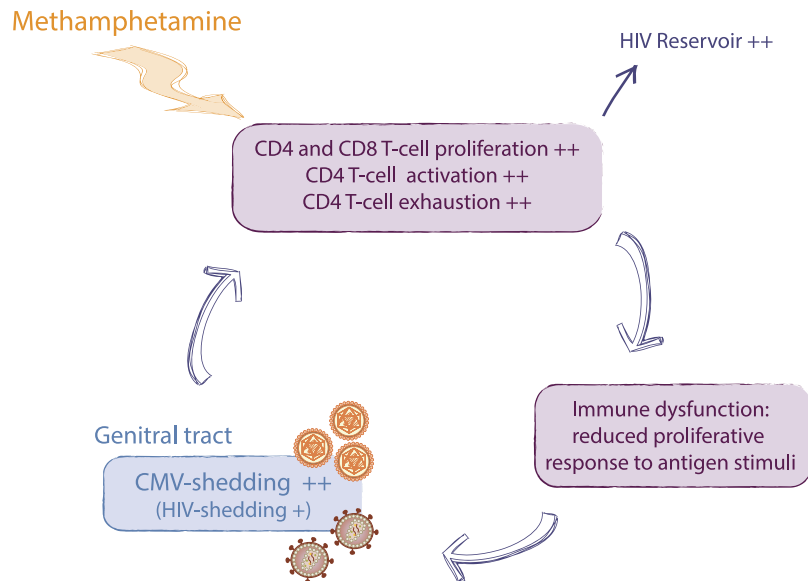 Methamphetamine
HIV Reservoir ++
CD4 and CD8 T-cell proliferation ++
CD4 T-cell activation ++
CD4 T-cell exhaustion ++
Immune dysfunction:
reduced proliferative
response to antigen stimuli
Genitral tract
CMV-shedding ++
(HIV-shedding +)